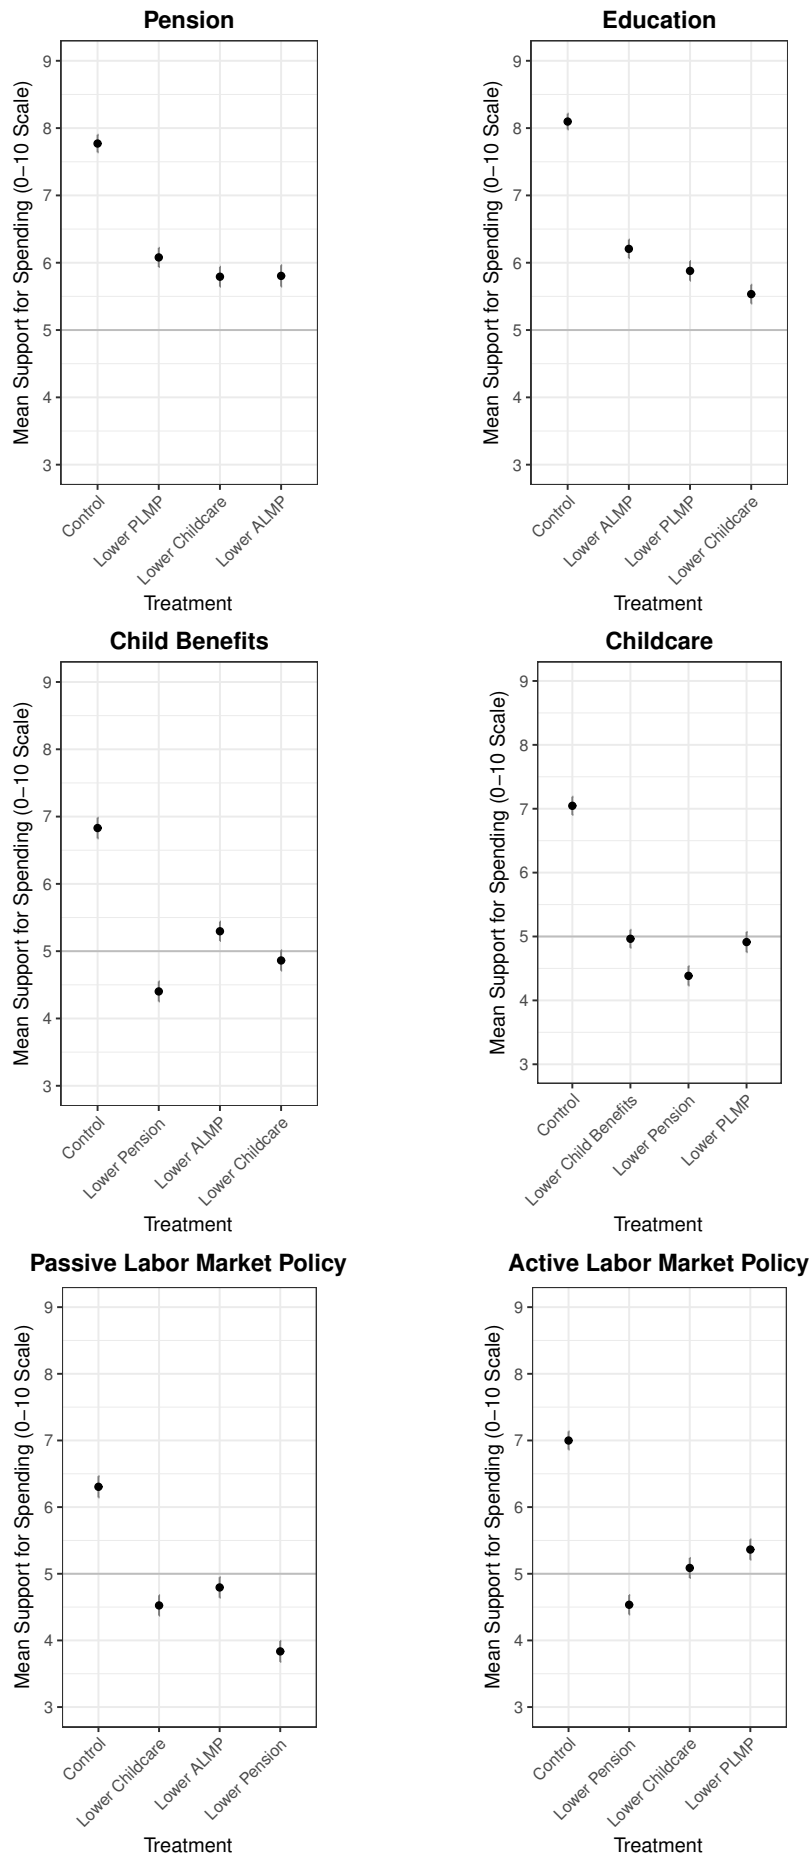 Pension
Mean Support for Spending (0–10 Scale)
9
8
7
6
5
4
3
Control
Lower PLMP
Lower Childcare
Lower ALMP
Treatment
Education
Mean Support for Spending (0–10 Scale)
9
8
7
6
5
4
3
Control
Lower ALMP
Lower PLMP
Lower Childcare
Treatment
Child Benefits
Mean Support for Spending (0–10 Scale)
9
8
7
6
5
4
3
Control
Lower Pension
Lower ALMP
Lower Childcare
Treatment
Childcare
Mean Support for Spending (0–10 Scale)
9
8
7
6
5
4
3
Control
Lower Child Benefits
Lower Pension
Lower PLMP
Treatment
Passive Labor Market Policy
Mean Support for Spending (0–10 Scale)
9
8
7
6
5
4
3
Control
Lower Childcare
Lower ALMP
Lower Pension
Treatment
Active Labor Market Policy
Mean Support for Spending (0–10 Scale)
9
8
7
6
5
4
3
Control
Lower Pension
Lower Childcare
Lower PLMP
Treatment